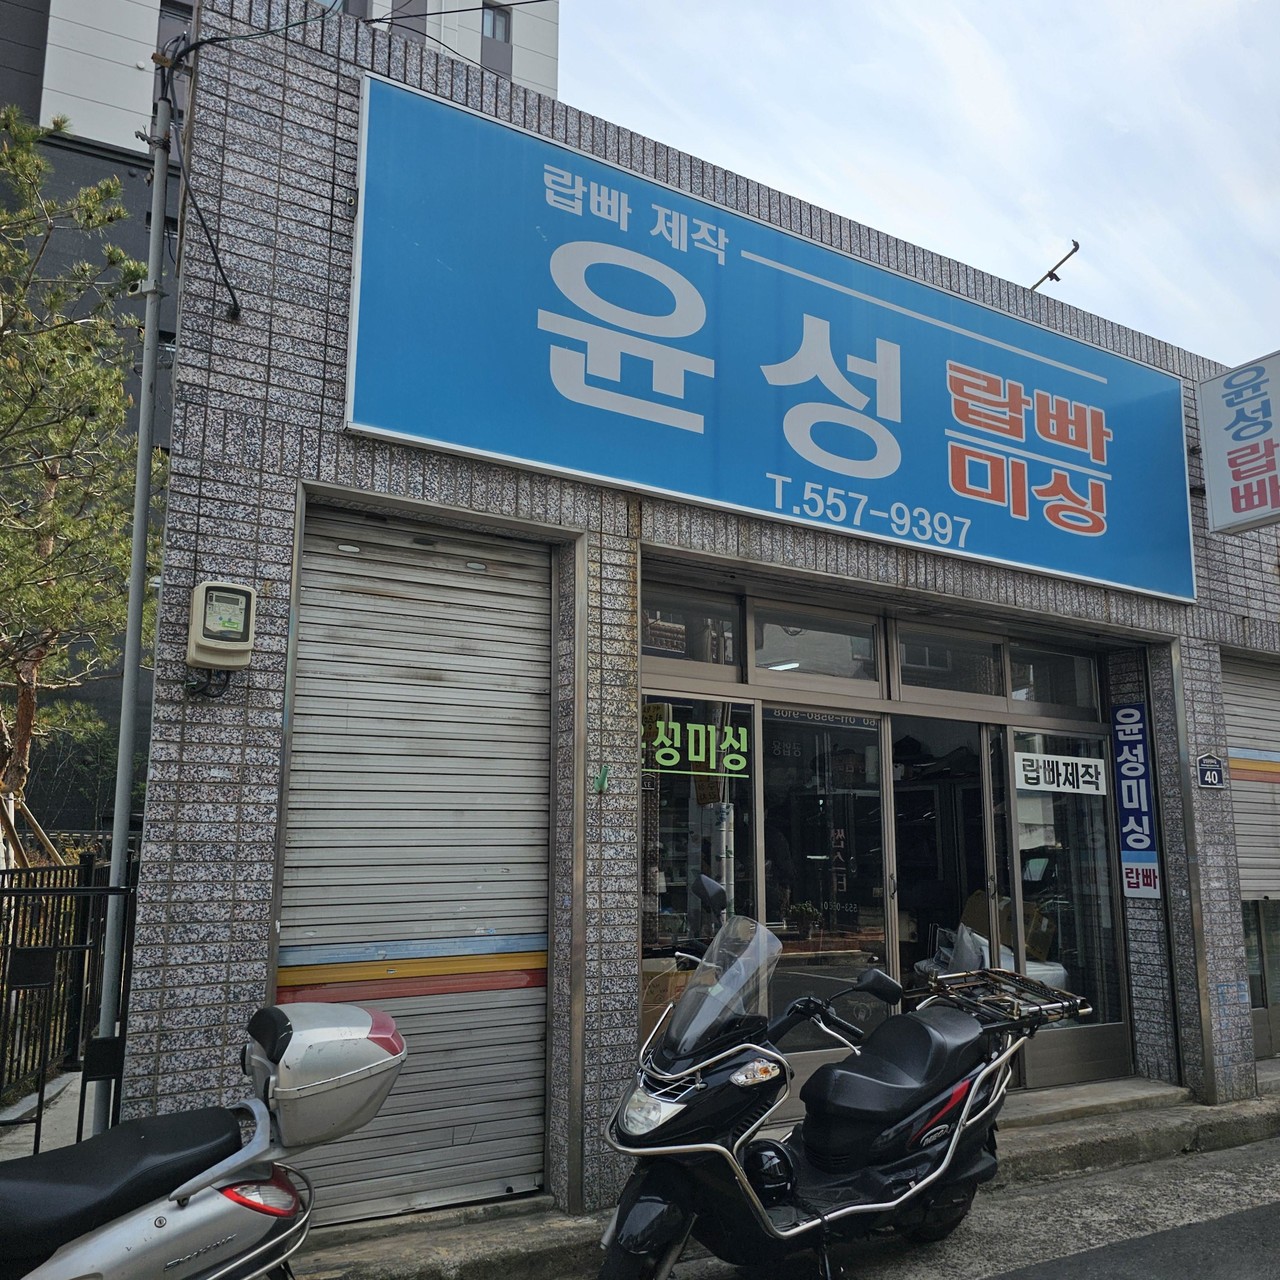 랍빠 제작
윤성 랍빠
미싱
T.557-9397
윤성
랍빠
성미싱
랍빠제작
윤성미싱
랍빠
40